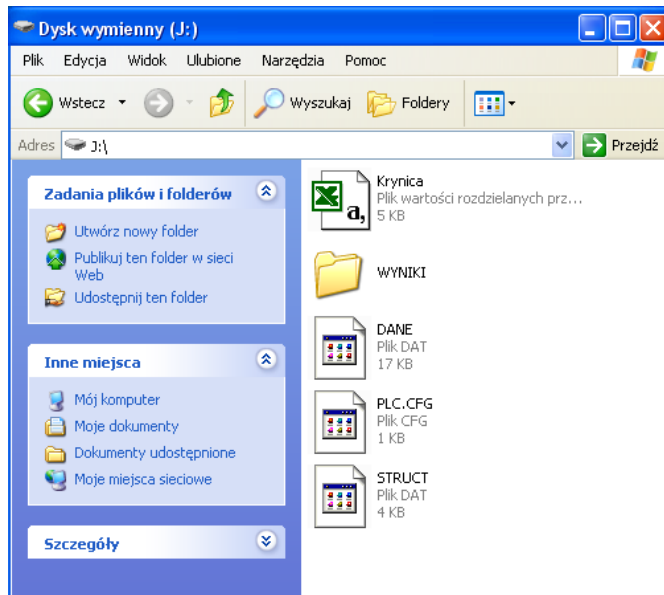 Dysk wymienny (J:)
Plik Edycja Widok Ulubione Narzędzia Pomoc
Wstecz Wyszukaj Foldery
Adres J:\ Przejdź
Zadania plików i folderów
Utwórz nowy folder
Publikuj ten folder w sieci
Web
Udostępnij ten folder
Inne miejsca
Mój komputer
Moje dokumenty
Dokumenty udostępnione
Moje miejsca sieciowe
Szczegóły
Krynica
Plik wartości rozdzielanych prz...
5 KB
WYNIKI
DANE
Plik DAT
17 KB
PLC.CFG
Plik CFG
1 KB
STRUCT
Plik DAT
4 KB